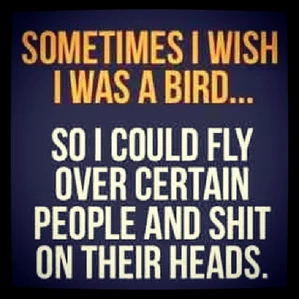 SOMETIMES I WISH
I WAS A BIRD...
SO I COULD FLY
OVER CERTAIN
PEOPLE AND SHIT
ON THEIR HEADS.